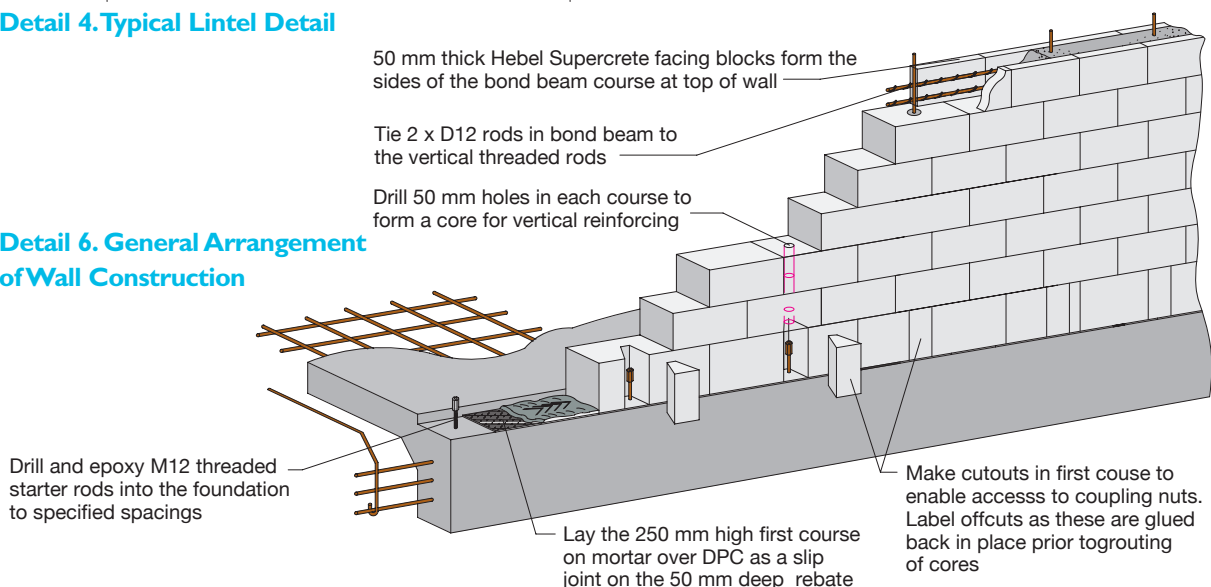 Detail 4. Typical Lintel Detail
50 mm thick Hebel Supercrete facing blocks form the
sides of the bond beam course at top of wall
Tie 2 x D12 rods in bond beam to
the vertical threaded rods
Drill 50 mm holes in each course to
form a core for vertical reinforcing
Detail 6. General Arrangement
of Wall Construction
Drill and epoxy M12 threaded
starter rods into the foundation
to specified spacings
Lay the 250 mm high first course
on mortar over DPC as a slip
joint on the 50 mm deep rebate
Make cutouts in first couse to
enable accesss to coupling nuts.
Label offcuts as these are glued
back in place prior togrouting
of cores